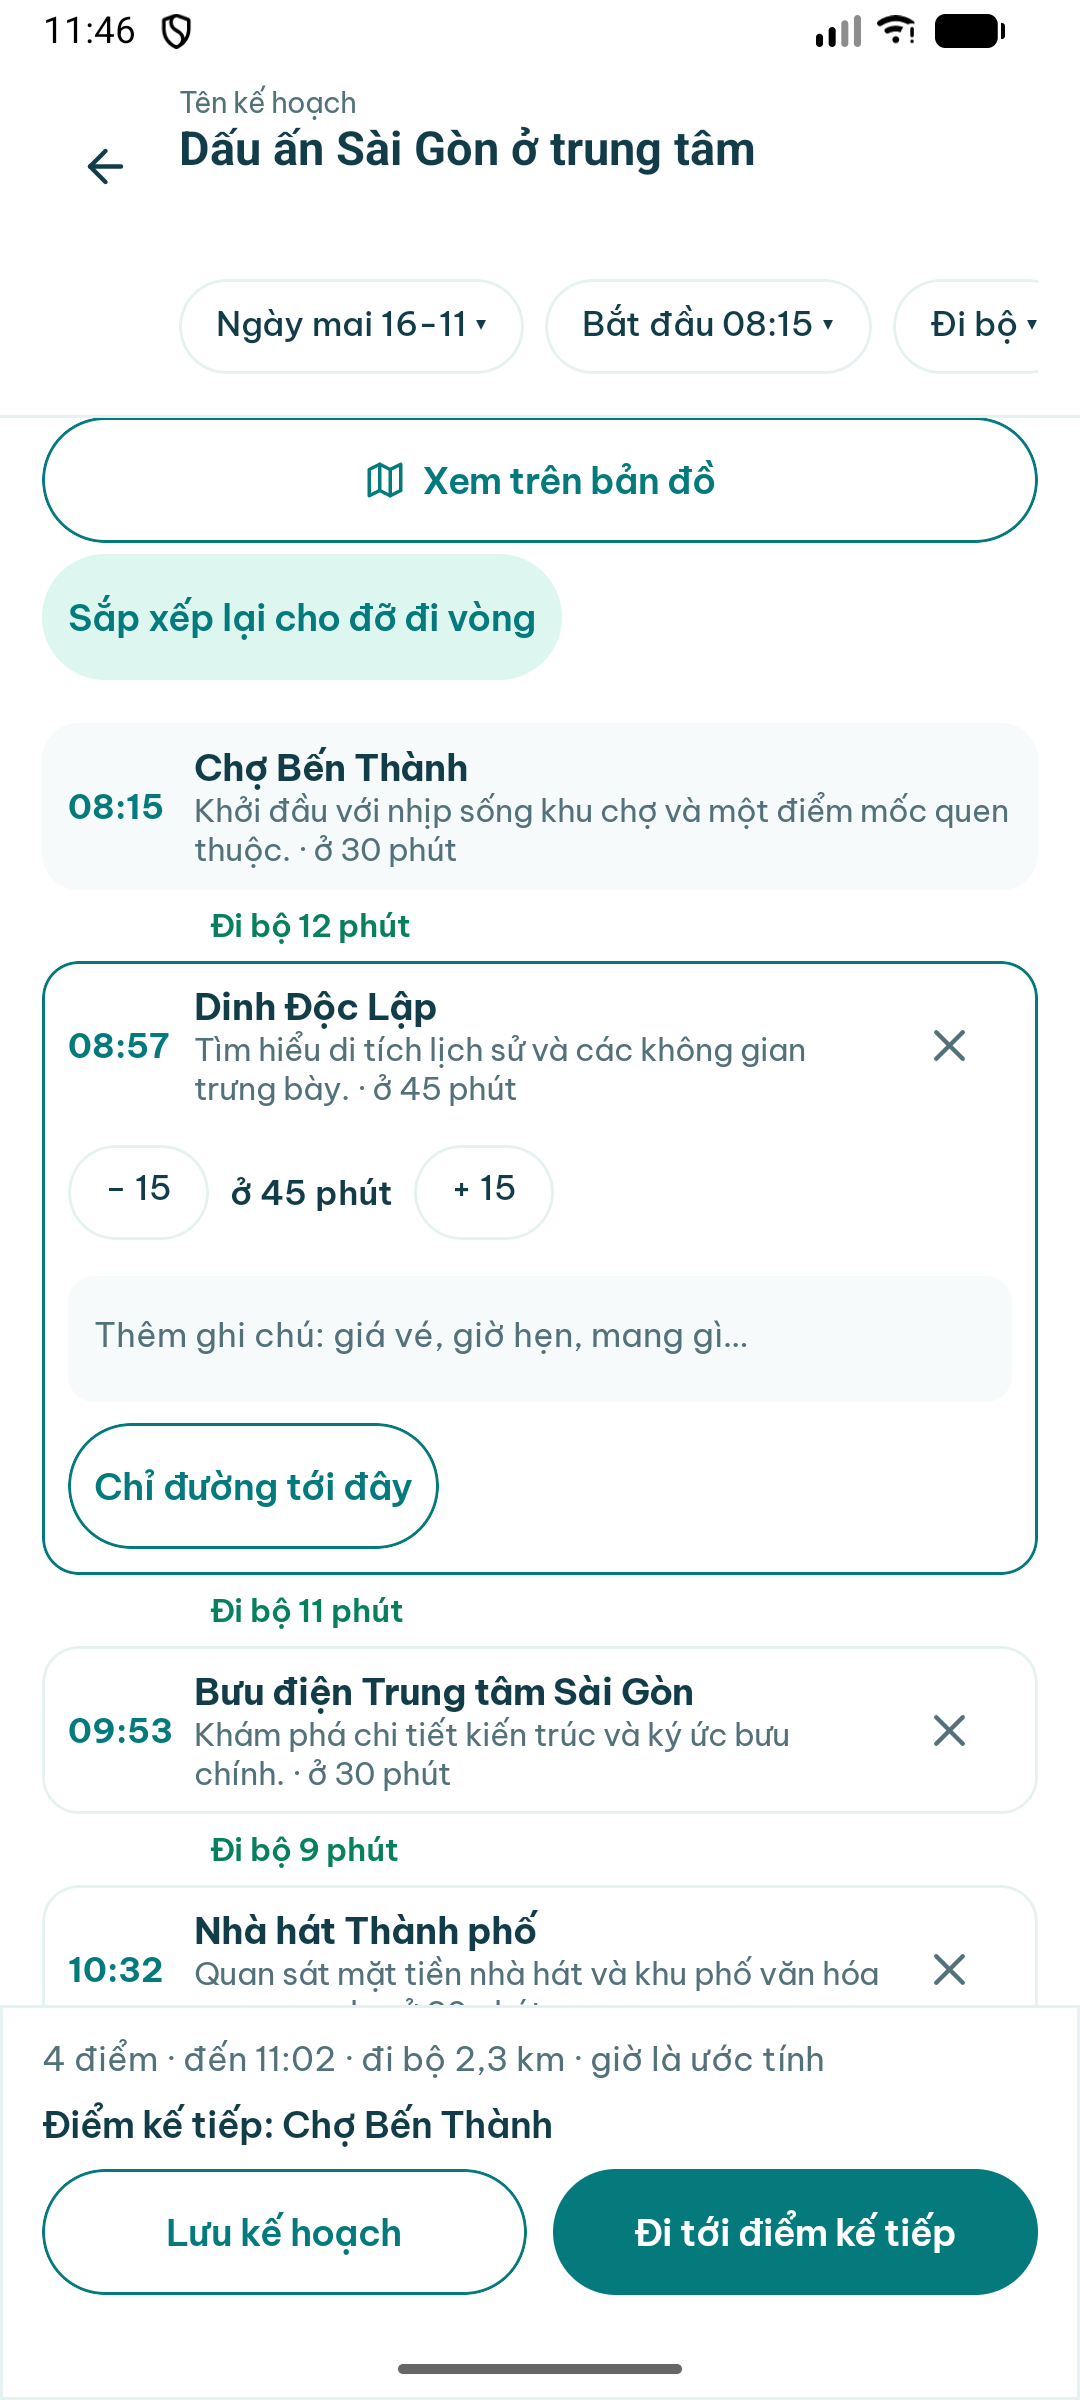 11:46
Tên kế hoạch
Dấu ấn Sài Gòn ở trung tâm
Ngày mai 16-11 ▾
Bắt đầu 08:15 ▾
Đi bộ ▾
Xem trên bản đồ
Sắp xếp lại cho đỡ đi vòng
Chợ Bến Thành
08:15
Khởi đầu với nhịp sống khu chợ và một điểm mốc quen
thuộc. · ở 30 phút
Đi bộ 12 phút
Dinh Độc Lập
08:57
Tìm hiểu di tích lịch sử và các không gian
trưng bày. · ở 45 phút
− 15
ở 45 phút
+ 15
Thêm ghi chú: giá vé, giờ hẹn, mang gì...
Chỉ đường tới đây
Đi bộ 11 phút
Bưu điện Trung tâm Sài Gòn
09:53
Khám phá chi tiết kiến trúc và ký ức bưu
chính. · ở 30 phút
Đi bộ 9 phút
Nhà hát Thành phố
10:32
Quan sát mặt tiền nhà hát và khu phố văn hóa
4 điểm · đến 11:02 · đi bộ 2,3 km · giờ là ước tính
Điểm kế tiếp: Chợ Bến Thành
Lưu kế hoạch
Đi tới điểm kế tiếp